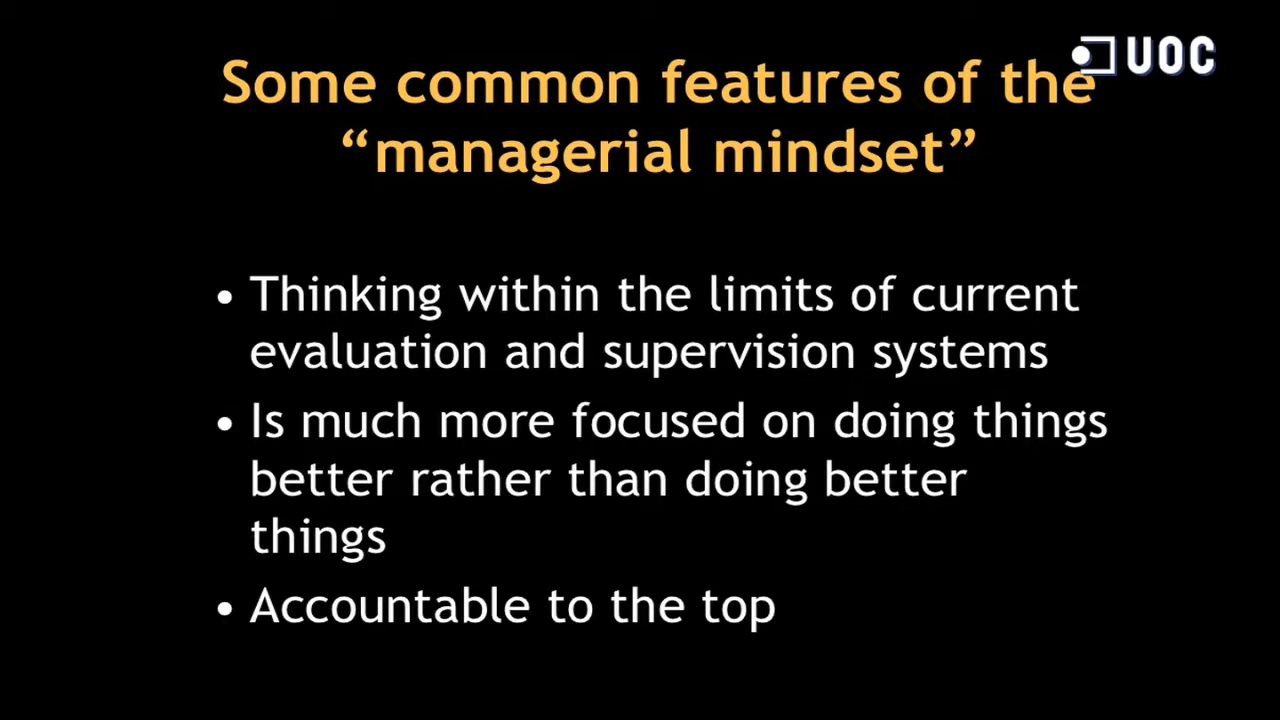 UOC
Some common features of the
“managerial mindset”
• Thinking within the limits of current
evaluation and supervision systems
• Is much more focused on doing things
better rather than doing better
things
• Accountable to the top